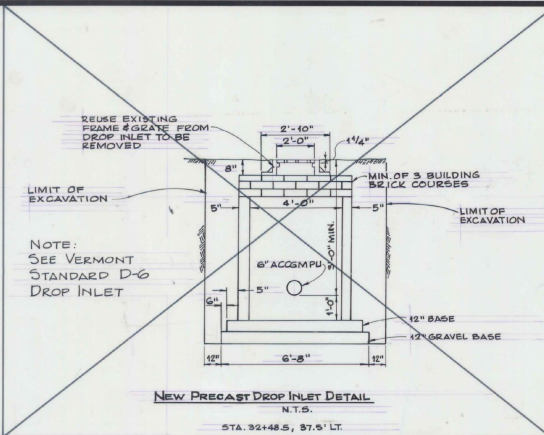 REUSE EXISTING
FRAME & GRATE FROM
DROP INLET TO BE
REMOVED
2'-10"
2'-0"
1 1/4"
8"
MIN. OF 3 BUILDING
BRICK COURSES
LIMIT OF
EXCAVATION
5"
4'-0"
5"
LIMIT OF
EXCAVATION
NOTE:
SEE VERMONT
STANDARD D-6
DROP INLET
5'-0" MIN.
6" ACCGMPU
5"
6"
1'-0"
12" BASE
12" GRAVEL BASE
12"
6'-8"
12"
NEW PRECAST DROP INLET DETAIL
N.T.S.
STA. 32+48.5, 37.5' LT.